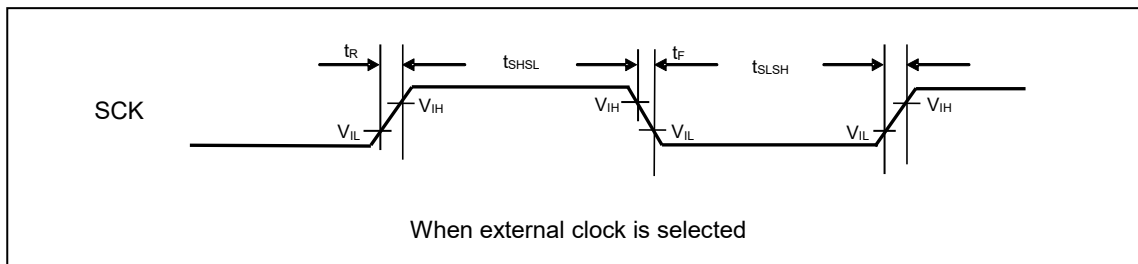 tR tSHSL tF tSLSH
SCK VIH VIH VIH
VIL VIL VIL
When external clock is selected